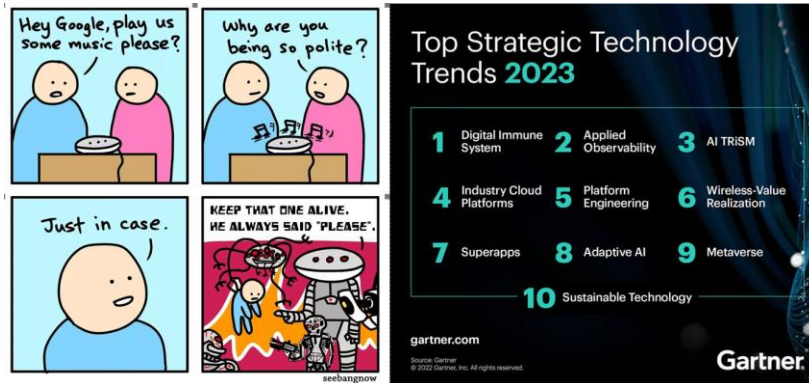 Hey Google, play us
some music please?
Why are you
being so polite?
Just in case.
KEEP THAT ONE ALIVE.
HE ALWAYS SAID "PLEASE".
seebangnow
Top Strategic Technology
Trends 2023
1 Digital Immune
System
2 Applied
Observability
3 AI TRiSM
4 Industry Cloud
Platforms
5 Platform
Engineering
6 Wireless-Value
Realization
7 Superapps
8 Adaptive AI
9 Metaverse
10 Sustainable Technology
gartner.com
Source: Gartner
© 2022 Gartner, Inc. All rights reserved.
Gartner